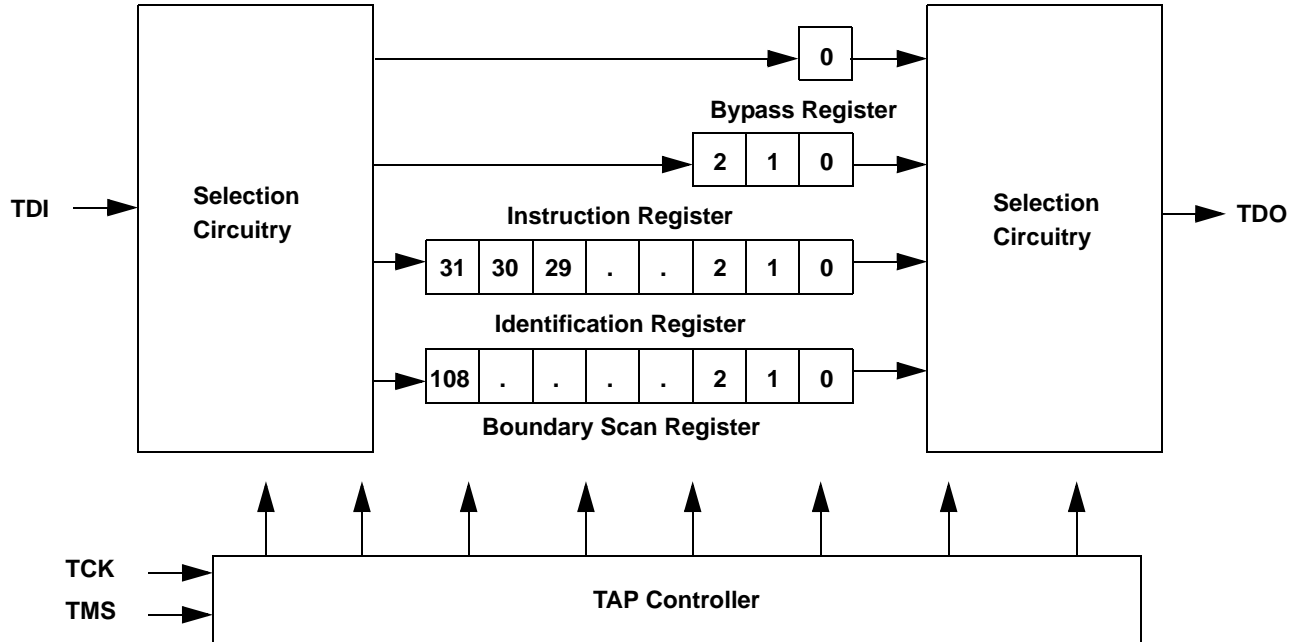 0
Bypass Register
2 1 0
TDI
Selection
Circuitry
Instruction Register
Selection
Circuitry
TDO
31 30 29 . . 2 1 0
Identification Register
108 . . . . 2 1 0
Boundary Scan Register
TCK
TMS
TAP Controller